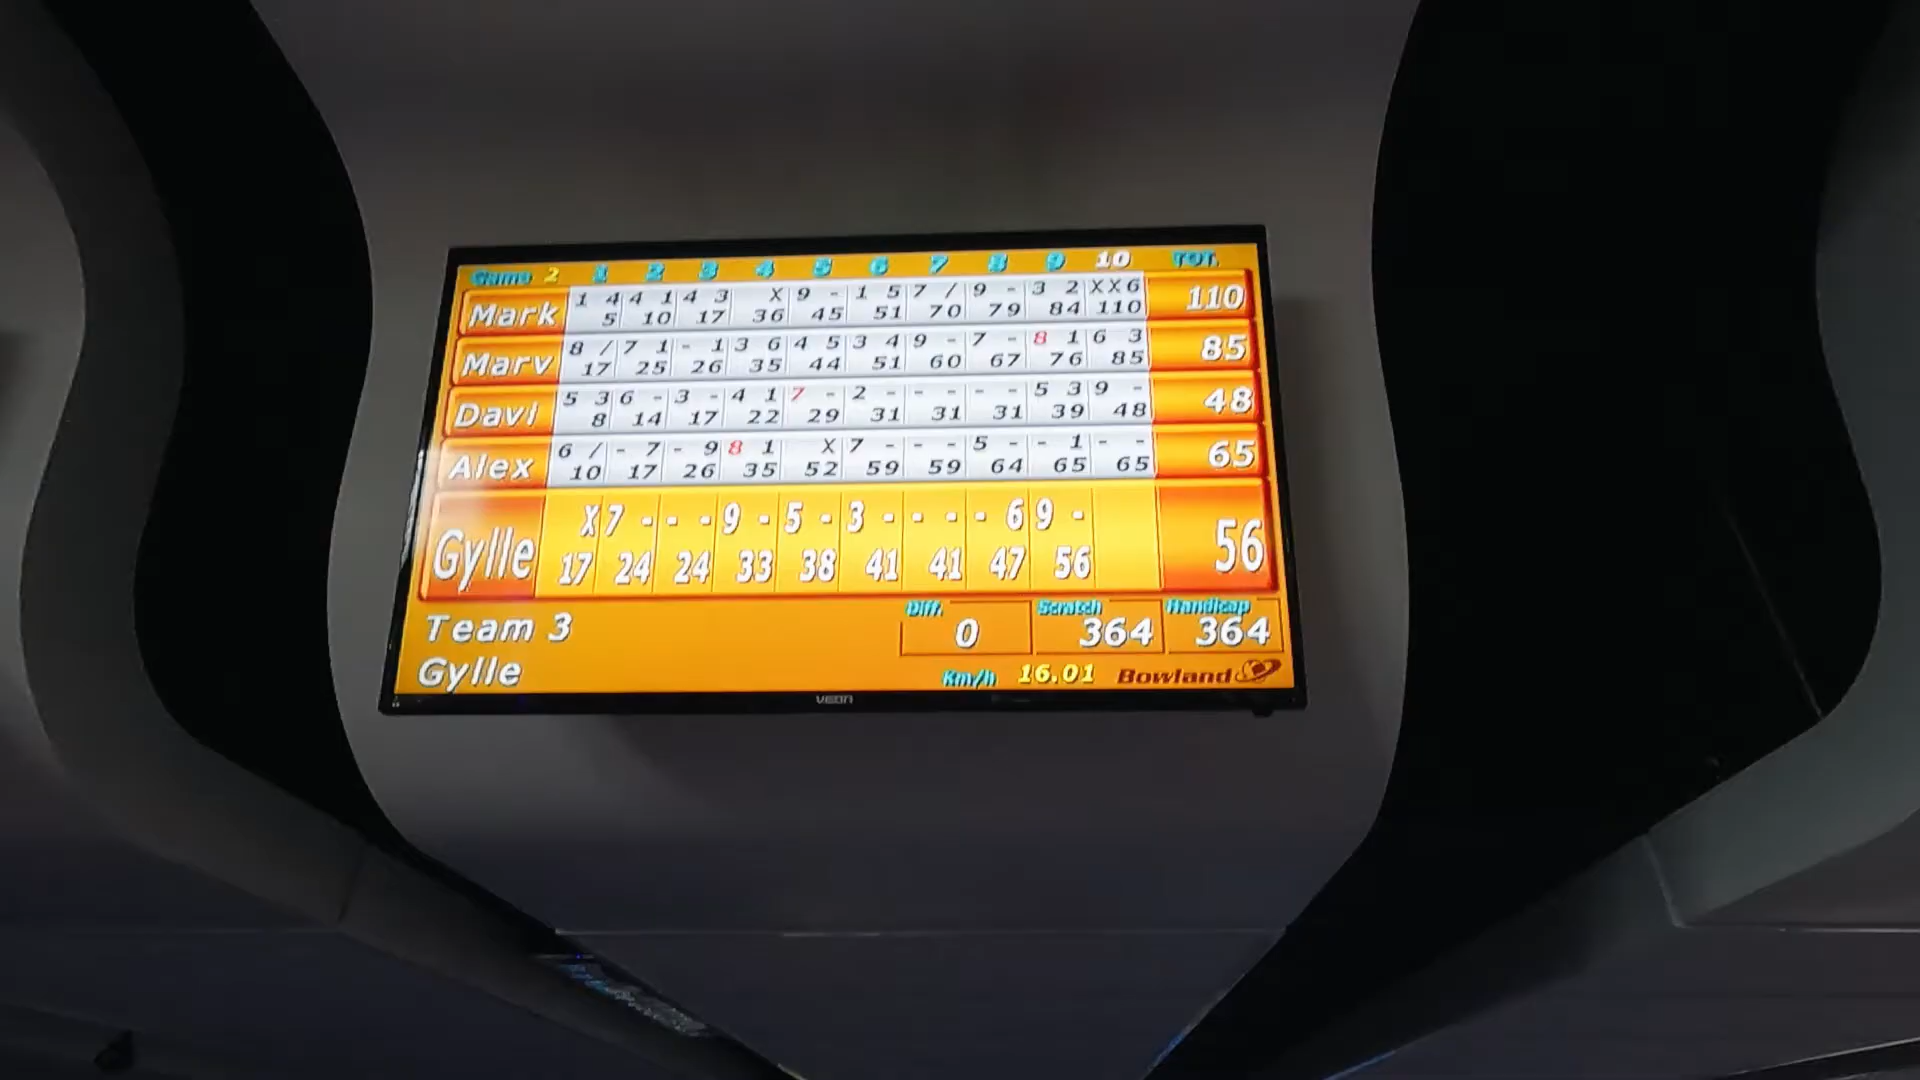 Game 2 1 2 3 4 5 6 7 8 9 10 TOT.
Mark 1 4 4 1 4 3 X 9 - 1 5 7 / 9 - 3 2 X X 6 110
5 10 17 36 45 51 70 79 84 110
Marv 8 / 7 1 - 1 3 6 4 5 3 4 9 - 7 - 8 1 6 3 85
17 25 26 35 44 51 60 67 76 85
Davi 5 3 6 - 3 - 4 1 7 - 2 - - - - - 5 3 9 - 48
8 14 17 22 29 31 31 31 39 48
Alex 6 / - 7 - 9 8 1 X 7 - - - 5 - - 1 - - 65
10 17 26 35 52 59 59 64 65 65
Gylle X 7 - - - 9 - 5 - 3 - - - - 6 9 - 56
17 24 24 33 38 41 41 47 56
Team 3 Diff. 0 Scratch 364 Handicap 364
Gylle Km/h 16.01 Bowland
VEON